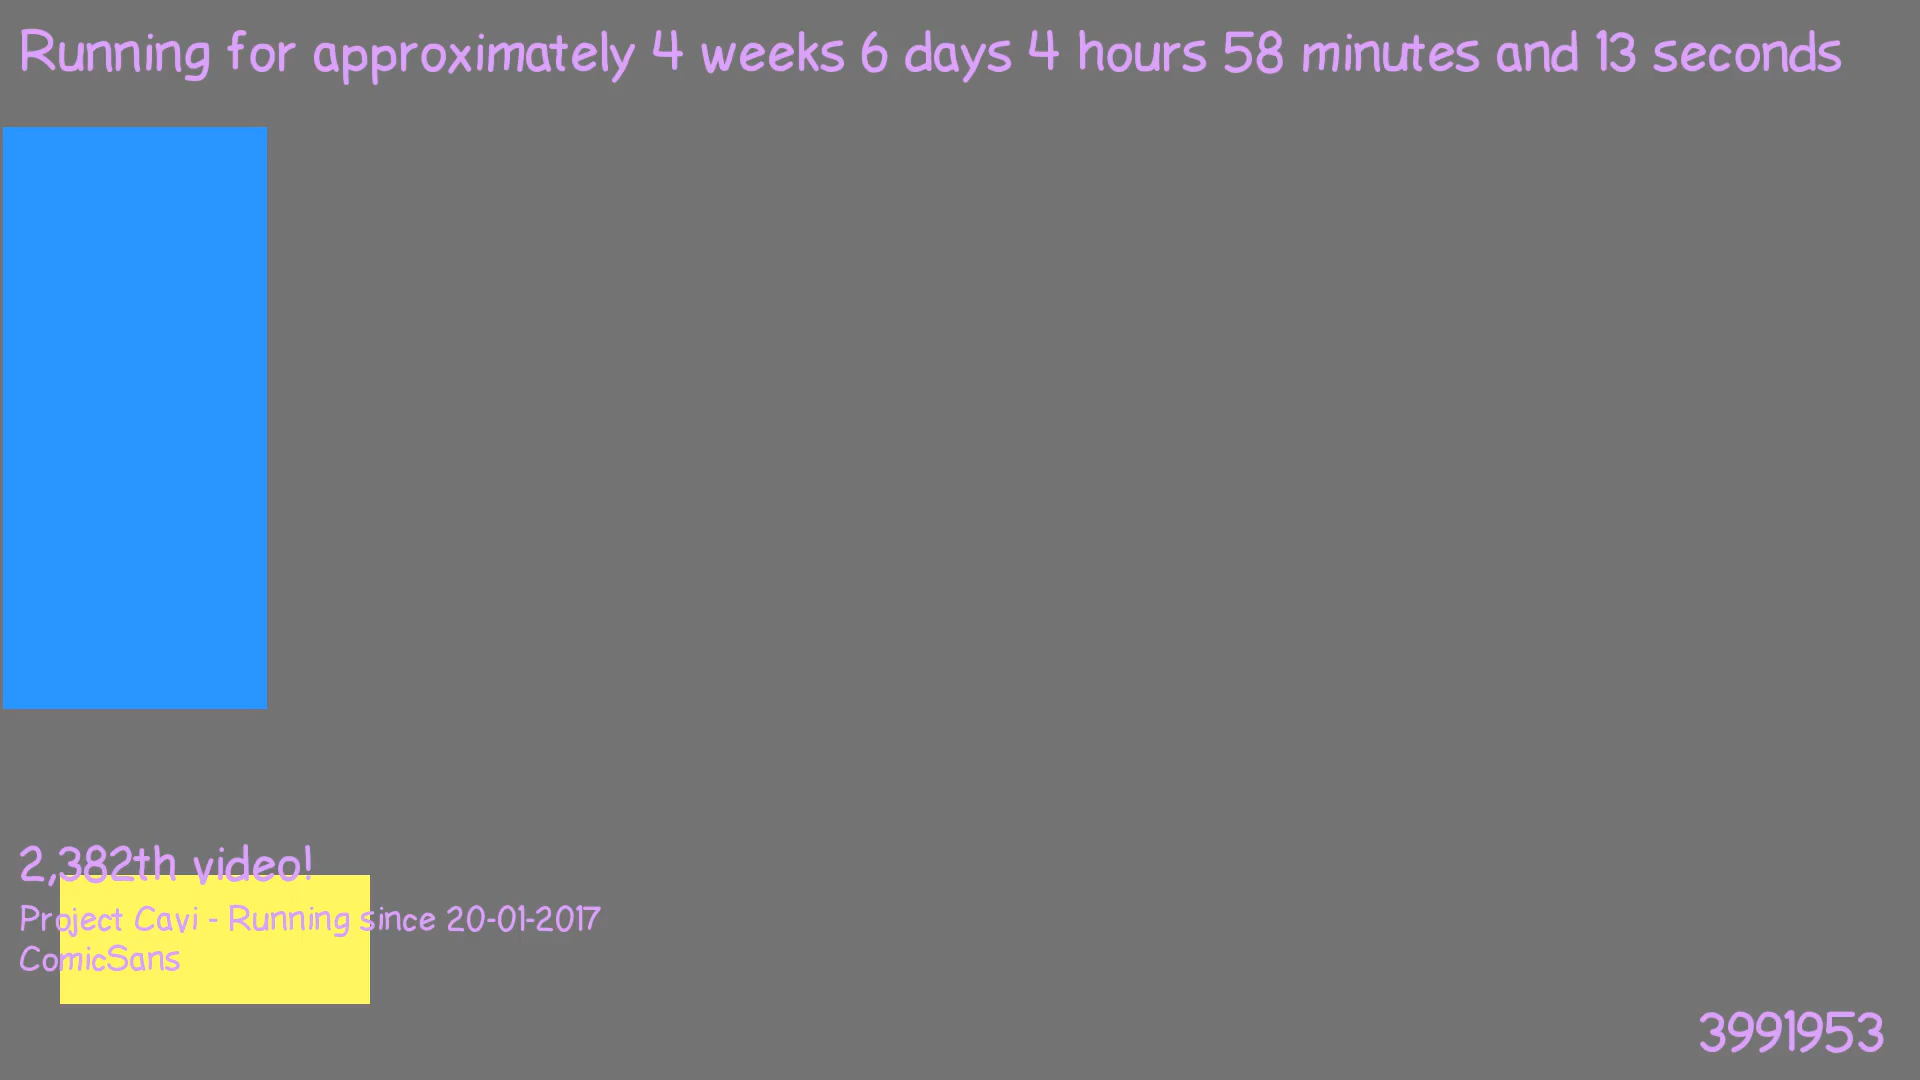 Running for approximately 4 weeks 6 days 4 hours 58 minutes and 13 seconds
2,382th video!
Project Cavi - Running since 20-01-2017
ComicSans
3991953